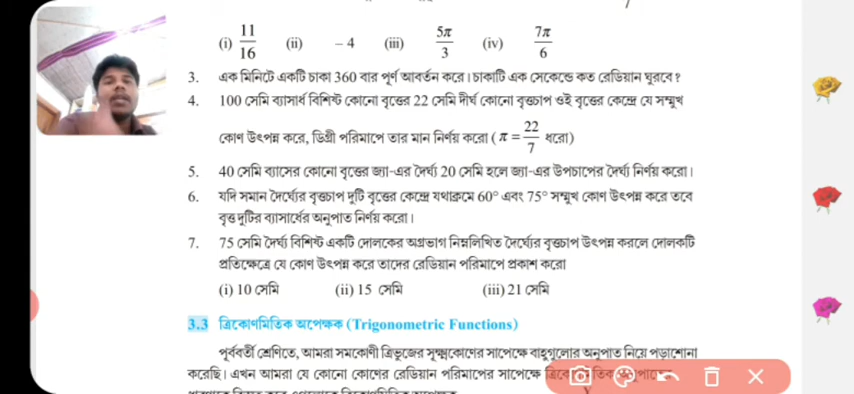 (i) 11/16 (ii) – 4 (iii) 5π/3 (iv) 7π/6
3. এক মিনিটে একটি চাকা 360 বার পূর্ণ আবর্তন করে। চাকাটি এক সেকেন্ডে কত রেডিয়ান ঘুরবে?
4. 100 সেমি ব্যাসার্ধ বিশিষ্ট কোনো বৃত্তের 22 সেমি দীর্ঘ কোনো বৃত্তচাপ ওই বৃত্তের কেন্দ্রে যে সম্মুখ
কোণ উৎপন্ন করে, ডিগ্রী পরিমাপে তার মান নির্ণয় করো ( π = 22/7 ধরো)
5. 40 সেমি ব্যাসের কোনো বৃত্তের জ্যা-এর দৈর্ঘ্য 20 সেমি হলে জ্যা-এর উপচাপের দৈর্ঘ্য নির্ণয় করো।
6. যদি সমান দৈর্ঘ্যের বৃত্তচাপ দুটি বৃত্তের কেন্দ্রে যথাক্রমে 60° এবং 75° সম্মুখ কোণ উৎপন্ন করে তবে
বৃত্ত দুটির ব্যাসার্ধের অনুপাত নির্ণয় করো।
7. 75 সেমি দৈর্ঘ্য বিশিষ্ট একটি দোলকের অগ্রভাগ নিম্নলিখিত দৈর্ঘ্যের বৃত্তচাপ উৎপন্ন করলে দোলকটি
প্রতিক্ষেত্রে যে কোণ উৎপন্ন করে তাদের রেডিয়ান পরিমাপে প্রকাশ করো
(i) 10 সেমি (ii) 15 সেমি (iii) 21 সেমি
3.3 ত্রিকোণমিতিক অপেক্ষক (Trigonometric Functions)
পূর্ববর্তী শ্রেণিতে, আমরা সমকোণী ত্রিভুজের সূক্ষ্মকোণের সাপেক্ষে বাহুগুলোর অনুপাত নিয়ে পড়াশোনা
করেছি। এখন আমরা যে কোনো কোণের রেডিয়ান পরিমাপের সাপেক্ষে